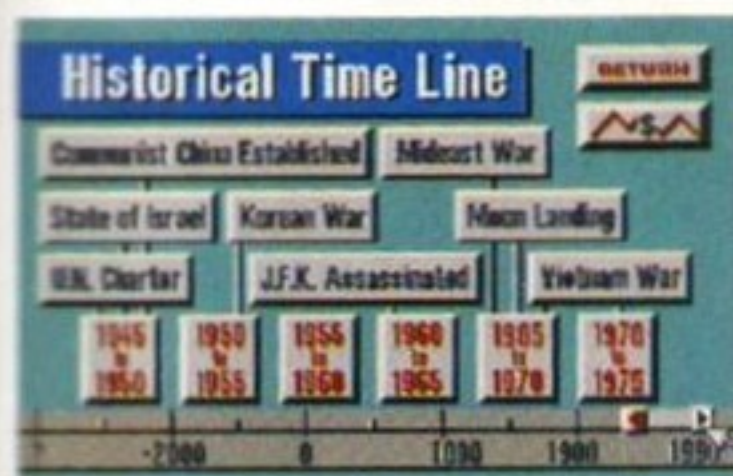 Historical Time Line
RETURN
$
Communist China Established
Mideast War
State of Israel
Korean War
Moon Landing
U.N. Charter
J.F.K. Assassinated
Vietnam War
1945
to
1950
1950
to
1955
1955
to
1960
1960
to
1965
1965
to
1970
1970
to
1975
-2000 0 1000 1900 1990